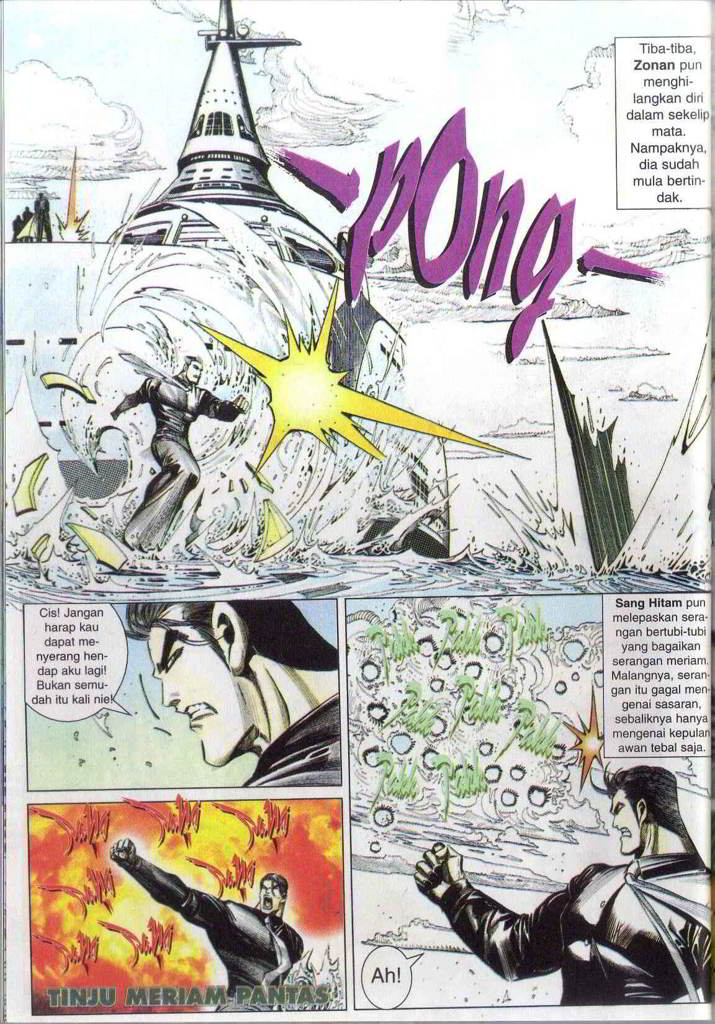 Tiba-tiba,
Zonan pun
menghi-
langkan diri
dalam sekelip
mata.
Nampaknya,
dia sudah
mula bertin-
dak.
-pong-
Cis! Jangan
harap kau
dapat me-
nyerang hen-
dap aku lagi!
Bukan semu-
dah itu kali nie!
Sang Hitam pun
melepaskan sera-
ngan bertubi-tubi
yang bagaikan
serangan meriam.
Malangnya, seran-
gan itu gagal men-
genai sasaran,
sebaliknya hanya
mengenai kepulan
awan tebal saja.
TINJU MERIAM PANTAS
Ah!